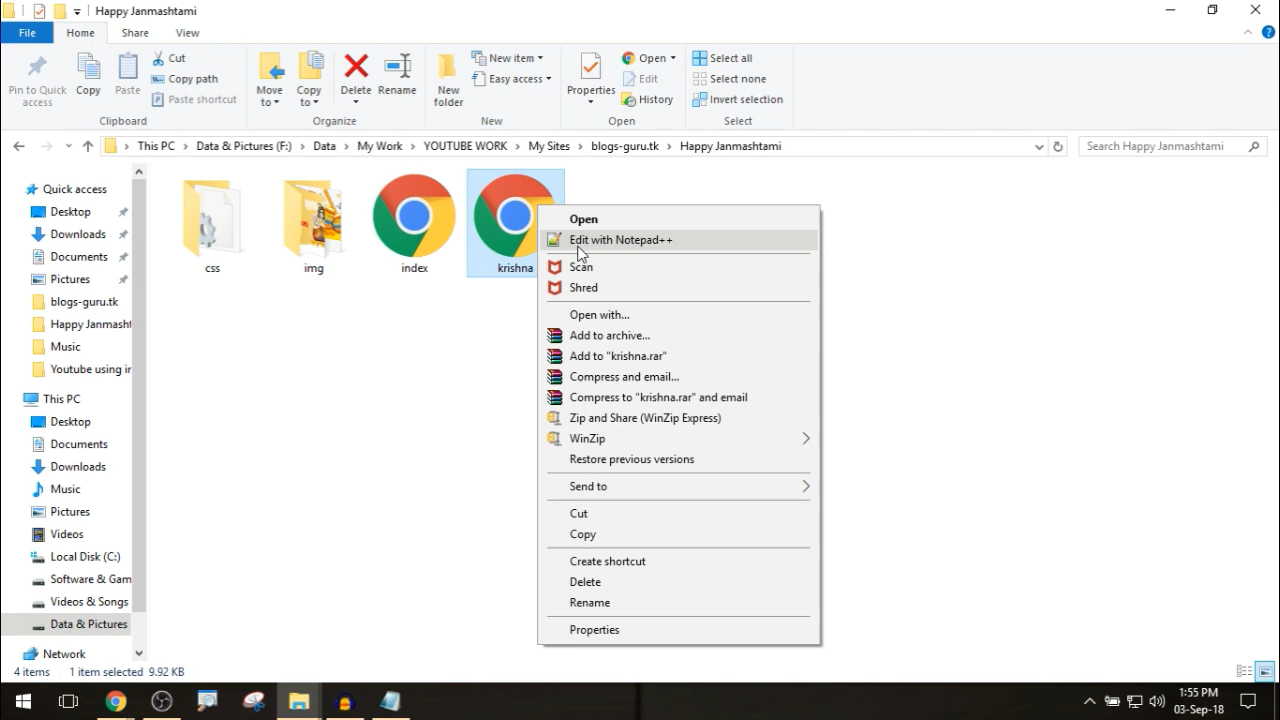 Happy Janmashtami
File
Home
Share
View
Pin to Quick access
Copy
Paste
Cut
Copy path
Paste shortcut
Move to
Copy to
Delete
Rename
New folder
New item
Easy access
Properties
Open
Edit
History
Select all
Select none
Invert selection
Clipboard
Organize
New
Open
Select
This PC > Data & Pictures (F:) > Data > My Work > YOUTUBE WORK > My Sites > blogs-guru.tk > Happy Janmashtami
Search Happy Janmashtami
Quick access
Desktop
Downloads
Documents
Pictures
blogs-guru.tk
Happy Janmasht
Music
Youtube using ir
This PC
Desktop
Documents
Downloads
Music
Pictures
Videos
Local Disk (C:)
Software & Gam
Videos & Songs
Data & Pictures
Network
css
img
index
krishna
Open
Edit with Notepad++
Scan
Shred
Open with...
Add to archive...
Add to "krishna.rar"
Compress and email...
Compress to "krishna.rar" and email
Zip and Share (WinZip Express)
WinZip
Restore previous versions
Send to
Cut
Copy
Create shortcut
Delete
Rename
Properties
4 items 1 item selected 9.92 KB
1:55 PM
03-Sep-18